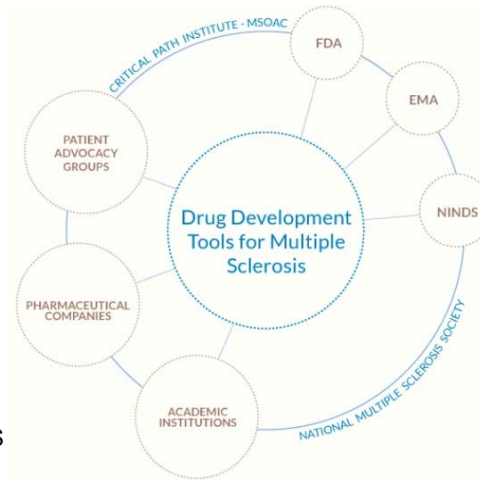 CRITICAL PATH INSTITUTE - MSOAC
FDA
EMA
PATIENT
ADVOCACY
GROUPS
Drug Development
Tools for Multiple
Sclerosis
NINDS
PHARMACEUTICAL
COMPANIES
ACADEMIC
INSTITUTIONS
NATIONAL MULTIPLE SCLEROSIS SOCIETY